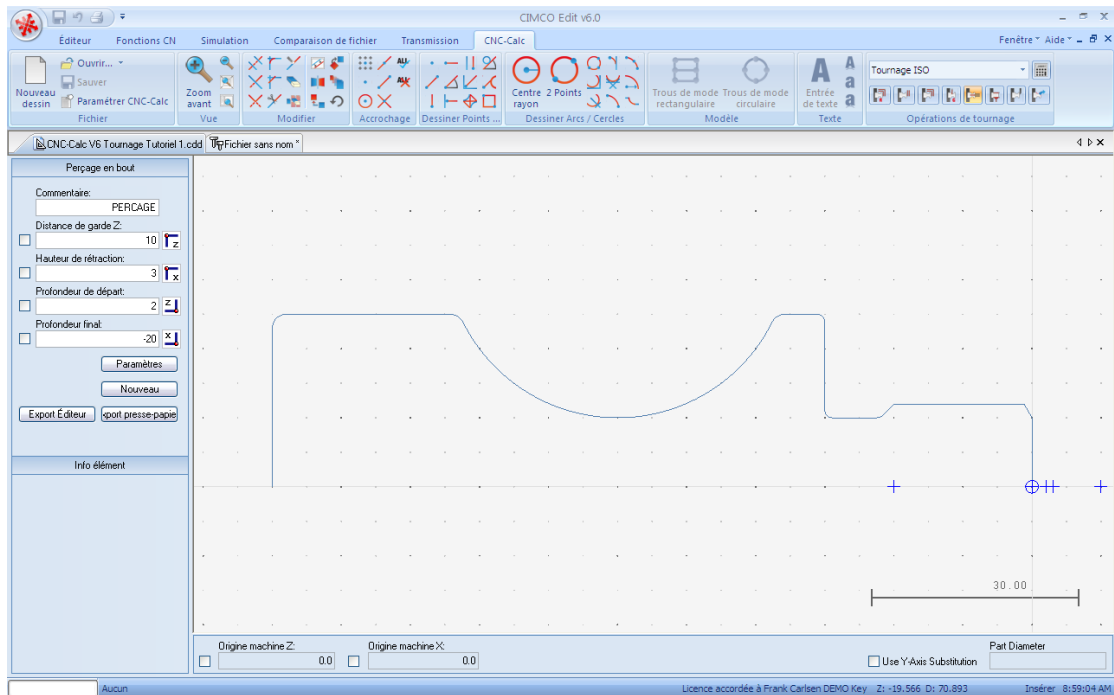 CIMCO Edit v6.0
Éditeur Fonctions CN Simulation Comparaison de fichier Transmission CNC-Calc Fenêtre Aide
Nouveau dessin
Ouvrir...
Sauver
Paramétrer CNC-Calc
Fichier
Zoom avant
Vue
Modifier
Accrochage
Dessiner Points ...
Centre rayon
2 Points
Dessiner Arcs / Cercles
Trous de mode rectangulaire
Trous de mode circulaire
Modèle
Entrée de texte
Texte
Tournage ISO
Opérations de tournage
CNC-Calc V6 Tournage Tutoriel 1.cdd
Fichier sans nom *
Perçage en bout
Commentaire:
PERCAGE
Distance de garde Z:
10
Hauteur de rétraction:
3
Profondeur de départ:
2
Profondeur final:
-20
Paramètres
Nouveau
Export Éditeur
xport presse-papie
Info élément
30.00
Origine machine Z:
0.0
Origine machine X:
0.0
Use Y-Axis Substitution
Part Diameter
Aucun
Licence accordée à Frank Carlsen DEMO Key Z: -19.566 D: 70.893 Insérer 8:59:04 AM